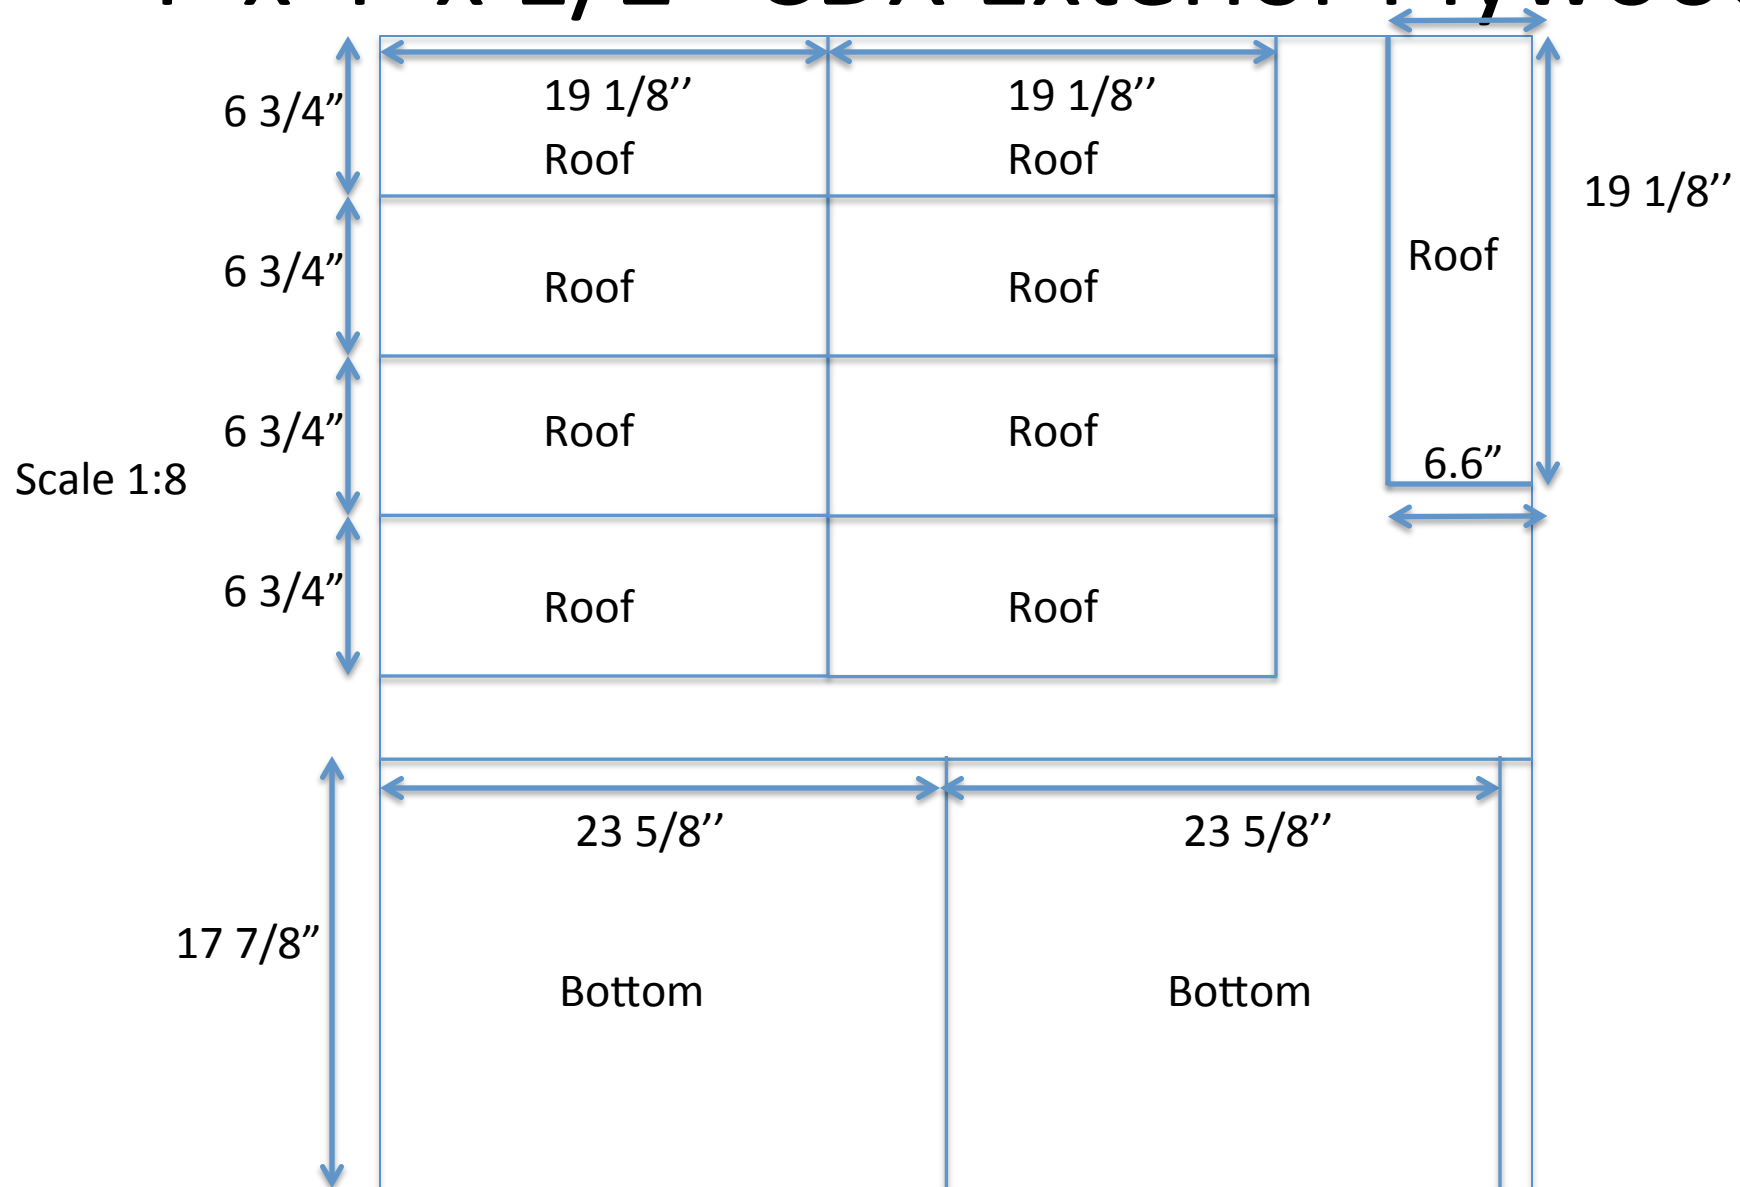 19 1/8’’ 19 1/8’’
6 3/4”
Roof Roof
19 1/8’’
6 3/4” Roof Roof Roof
6 3/4” Roof Roof
6.6”
Scale 1:8
6 3/4” Roof Roof
23 5/8’’ 23 5/8’’
17 7/8”
Bottom Bottom